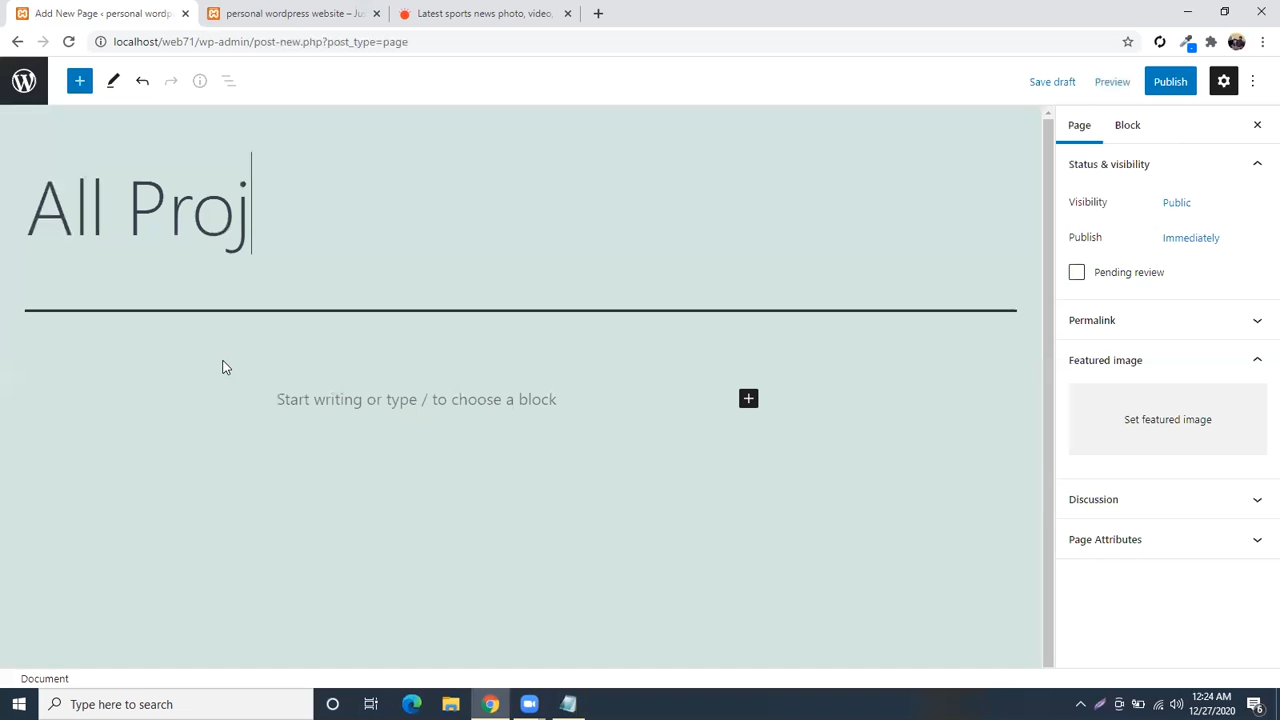 Add New Page ‹ personal wordp
personal wordpress website – Jus
Latest sports news photo, video,
localhost/web71/wp-admin/post-new.php?post_type=page
Save draft
Preview
Publish
All Proj
Start writing or type / to choose a block
Page
Block
Status & visibility
Visibility
Public
Publish
Immediately
Pending review
Permalink
Featured image
Set featured image
Discussion
Page Attributes
Document
Type here to search
12:24 AM
12/27/2020
6